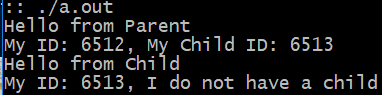 :: ./a.out
Hello from Parent
My ID: 6512, My Child ID: 6513
Hello from Child
My ID: 6513, I do not have a child